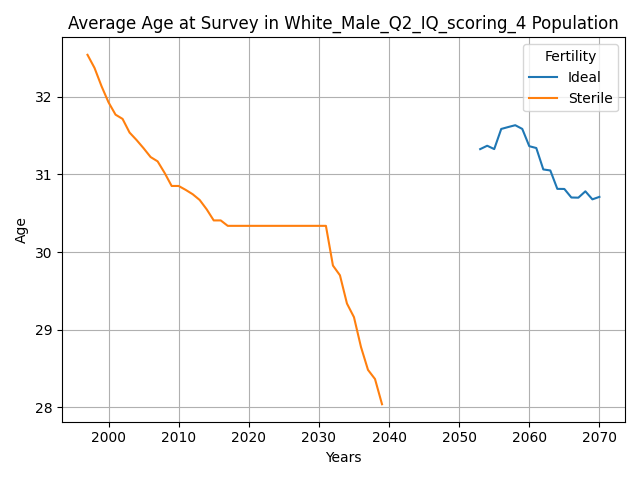 Average Age at Survey in White_Male_Q2_IQ_scoring_4 Population
Fertility
Ideal
Sterile
Age
32
31
30
29
28
2000 2010 2020 2030 2040 2050 2060 2070
Years